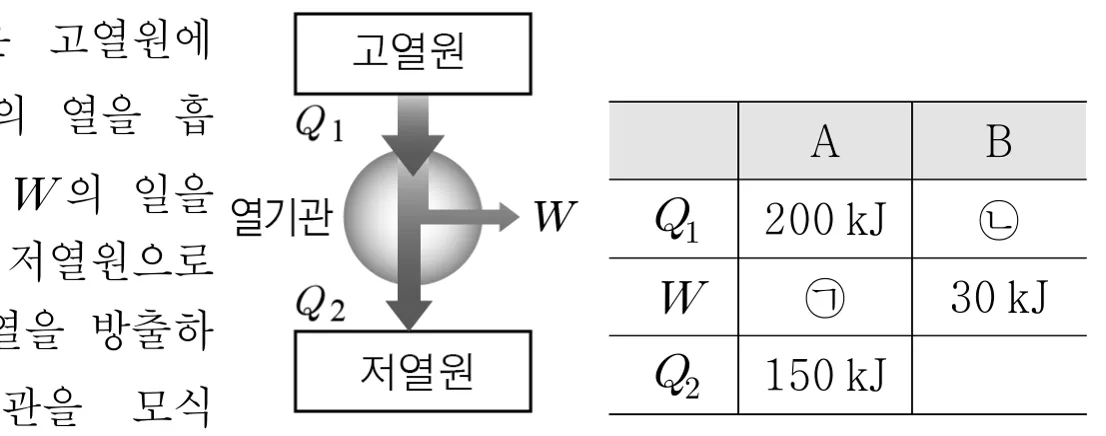 고열원에
의 열을 흡
W의 일을
저열원으로
열을 방출하
관을 모식
고열원
Q1
열기관
W
Q2
저열원
A B
Q1 200 kJ ㉡
W ㉠ 30 kJ
Q2 150 kJ